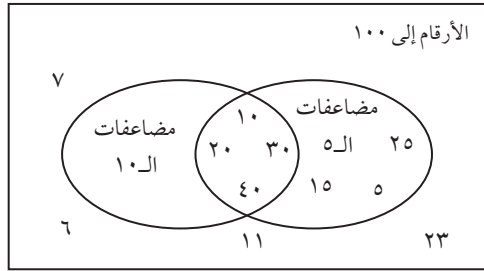 الأرقام إلى ١٠٠
٧
مضاعفات
الـ١٠
١٠
٢٠ ٣٠
٤٠
مضاعفات
الـ٥ ٢٥
١٥ ٥
٦ ١١ ٢٣